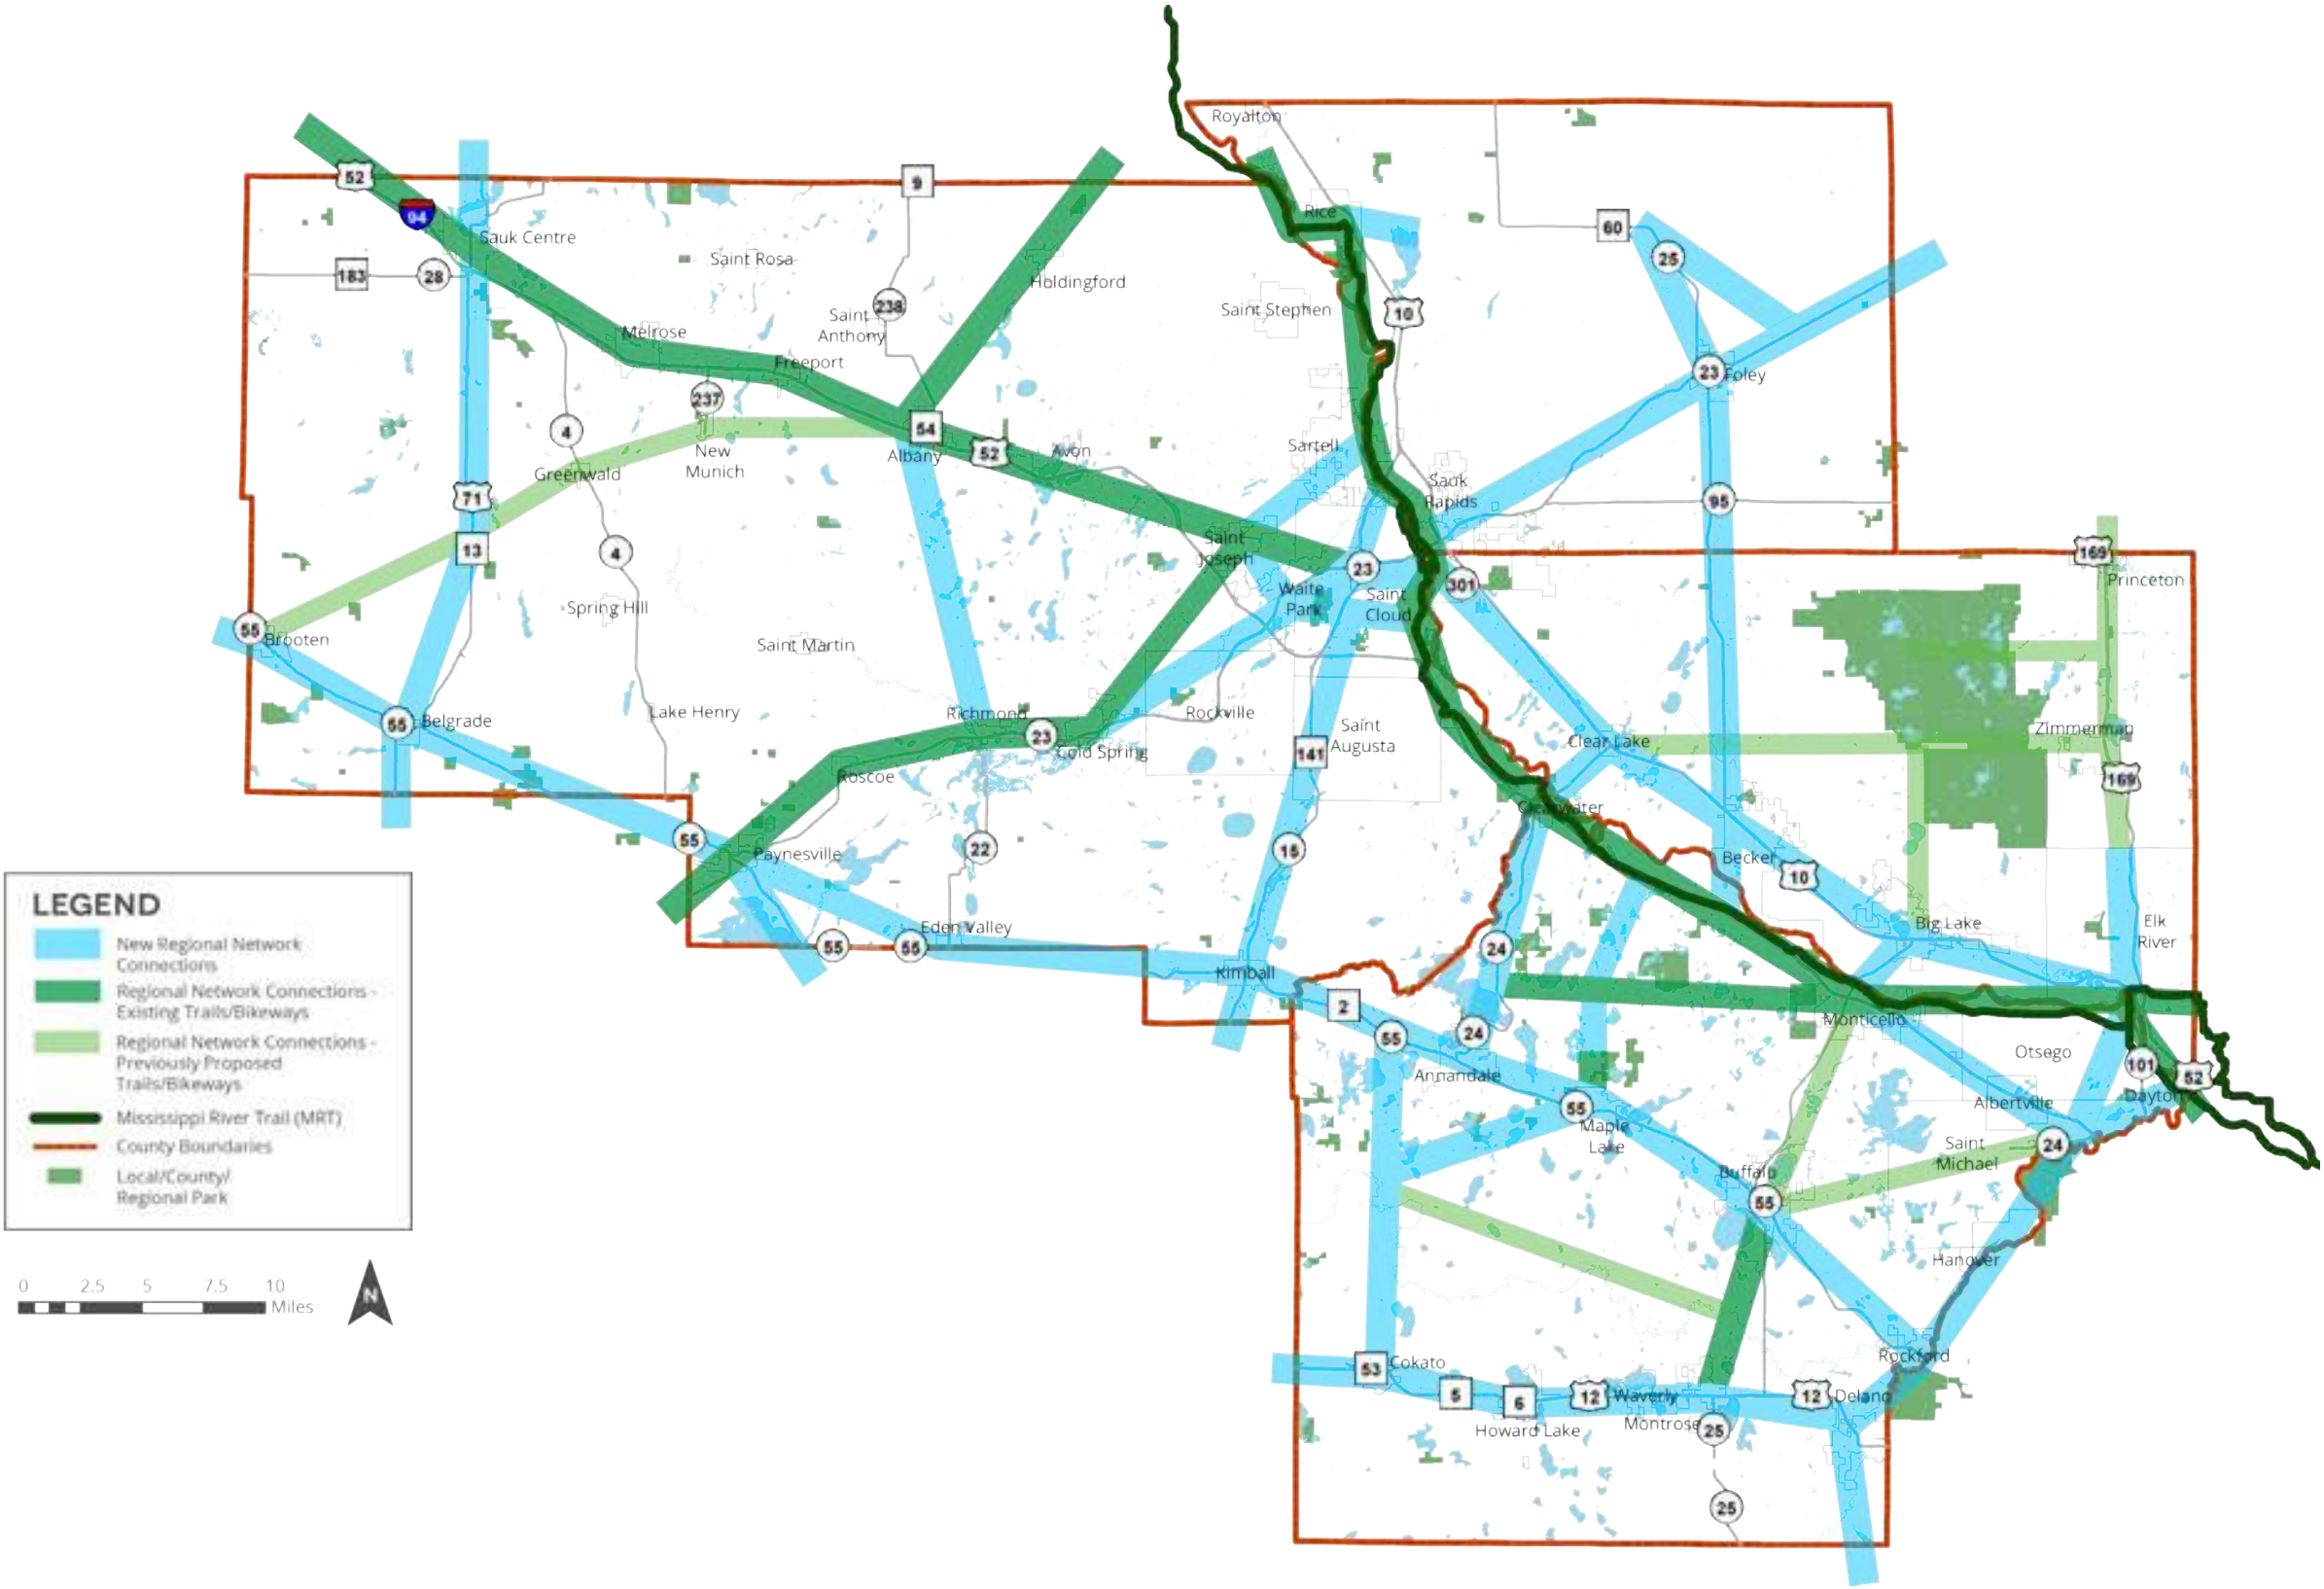 Royalton
52
9
94
Rice
60
Sauk Centre
25
183
28
Saint Rosa
Holdingford
238
Saint
Anthony
Saint Stephen
10
Melrose
Freeport
23
Foley
237
4
54
52
Avon
Albany
Sartell
New
Munich
Greenwald
71
Sauk
Rapids
95
13
4
Saint
Joseph
23
301
169
Princeton
Waite
Park
Saint
Cloud
Spring Hill
55
Brooten
Saint Martin
55
Belgrade
Lake Henry
Richmond
23
Cold Spring
Rockville
Saint
Augusta
141
Clear Lake
Zimmerman
169
Roscoe
Clearwater
55
Paynesville
22
15
Becker
10
LEGEND
New Regional Network
Connections
Regional Network Connections -
Existing Trails/Bikeways
Regional Network Connections -
Previously Proposed
Trails/Bikeways
Mississippi River Trail (MRT)
County Boundaries
Local/County/
Regional Park
55
55
Eden Valley
24
Big Lake
Elk
River
Kimball
2
55
24
Monticello
Annandale
Otsego
101
52
55
Maple
Lake
Albertville
Dayton
Saint
Michael
24
Buffalo
55
Hanover
0 2.5 5 7.5 10
Miles
N
Rockford
53
Cokato
5
6
12
Waverly
12
Delano
Howard Lake
Montrose
25
25